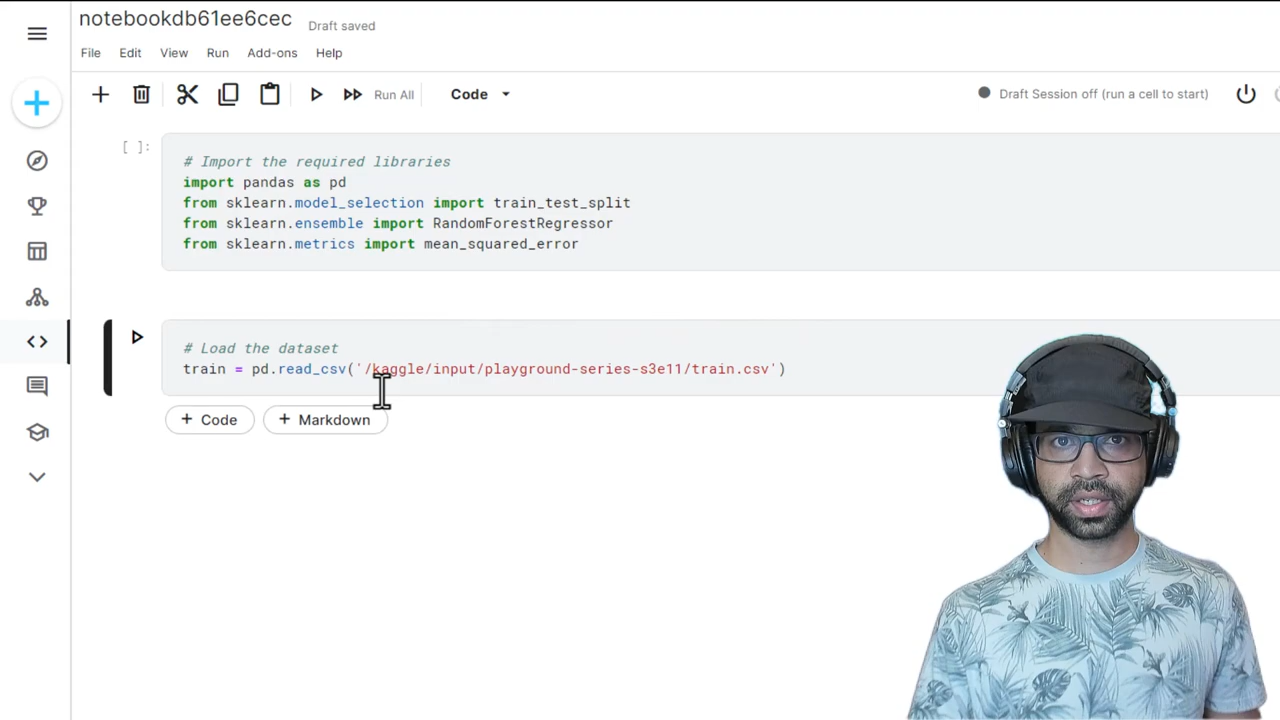 notebookdb61ee6cec
Draft saved
File Edit View Run Add-ons Help
Run All
Code
Draft Session off (run a cell to start)
[ ]:
# Import the required libraries
import pandas as pd
from sklearn.model_selection import train_test_split
from sklearn.ensemble import RandomForestRegressor
from sklearn.metrics import mean_squared_error
# Load the dataset
train = pd.read_csv('/kaggle/input/playground-series-s3e11/train.csv')
+ Code
+ Markdown